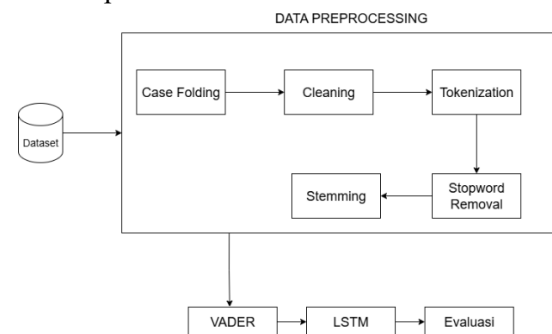 DATA PREPROCESSING
Case Folding
Cleaning
Tokenization
Dataset
Stemming
Stopword
Removal
VADER
LSTM
Evaluasi